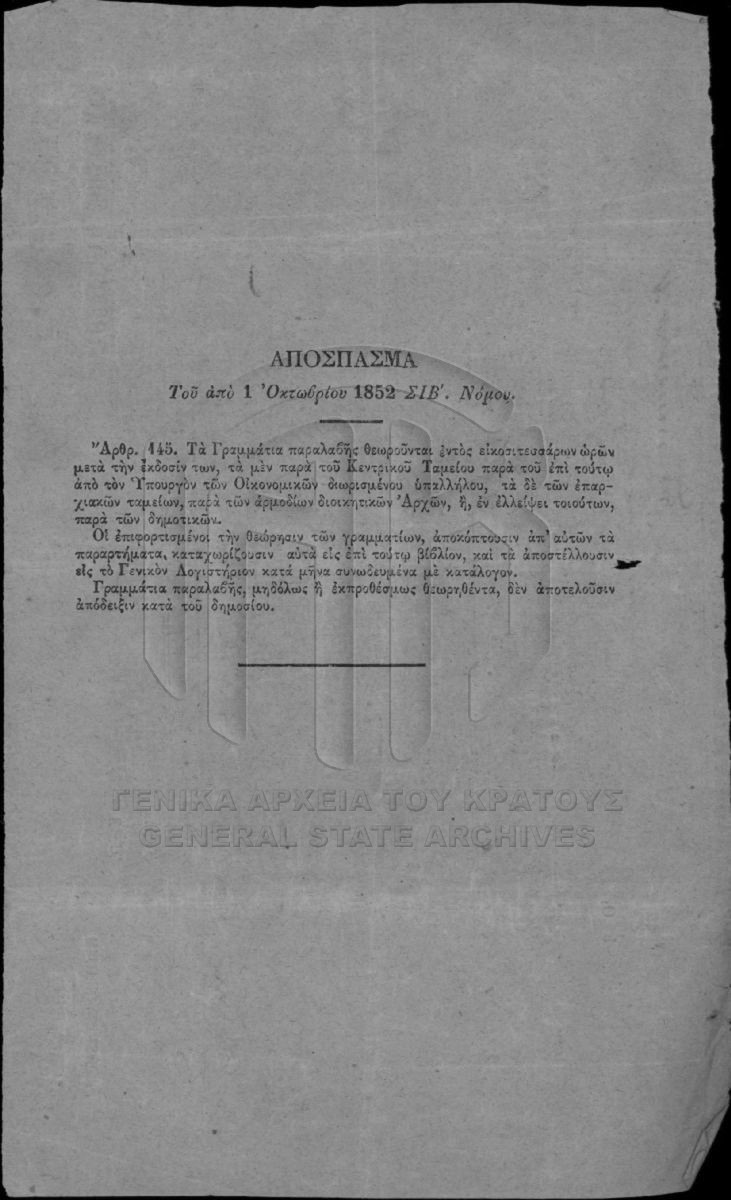 ΑΠΟΣΠΑΣΜΑ
Τοῦ ἀπὸ 1 Ὀκτωβρίου 1852 ΣΙΒ'. Νόμου.
Ἄρθρ. 145. Τὰ Γραμμάτια παραλαβῆς θεωροῦνται ἐντὸς εἰκοσιτεσσάρων ὡρῶν
μετὰ τὴν ἔκδοσίν των, τὰ μὲν παρὰ τοῦ Κεντρικοῦ Ταμείου παρὰ τοῦ ἐπὶ τούτῳ
ἀπὸ τὸν Ὑπουργὸν τῶν Οἰκονομικῶν διωρισμένου ὑπαλλήλου, τὰ δὲ τῶν ἐπαρ-
χιακῶν ταμείων, παρὰ τῶν ἁρμοδίων διοικητικῶν Ἀρχῶν, ἢ, ἐν ἐλλείψει τοιούτων,
παρὰ τῶν δημοτικῶν.
Οἱ ἐπιφορτισμένοι τὴν θεώρησιν τῶν γραμματίων, ἀποκόπτουσιν ἀπ' αὐτῶν τὰ
παραρτήματα, καταχωρίζουσιν αὐτὰ εἰς ἐπὶ τούτῳ βιβλίον, καὶ τὰ ἀποστέλλουσιν
εἰς τὸ Γενικὸν Λογιστήριον κατὰ μῆνα συνωδευμένα μὲ κατάλογον.
Γραμμάτια παραλαβῆς, μηδόλως ἢ ἐκπροθέσμως θεωρηθέντα, δὲν ἀποτελοῦσιν
ἀπόδειξιν κατὰ τοῦ δημοσίου.
ΓΕΝΙΚΑ ΑΡΧΕΙΑ ΤΟΥ ΚΡΑΤΟΥΣ
GENERAL STATE ARCHIVES